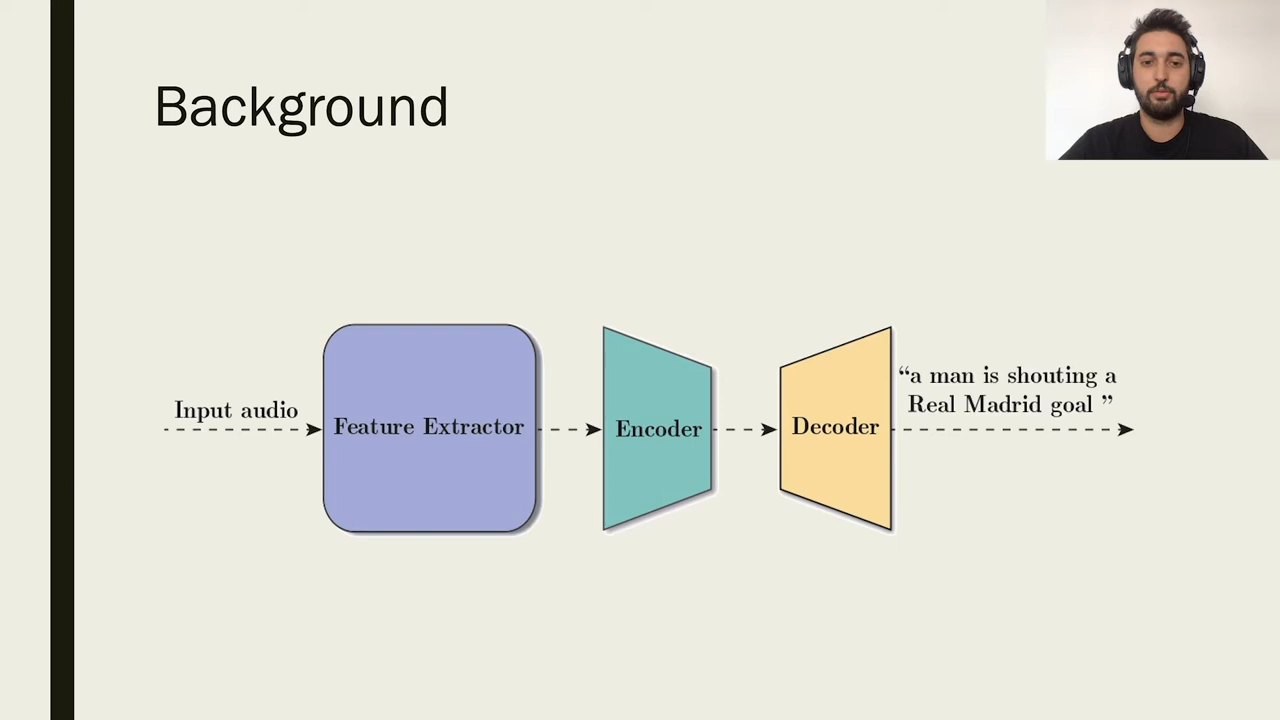 Background
Input audio
Feature Extractor
Encoder
Decoder
“a man is shouting a
Real Madrid goal ”